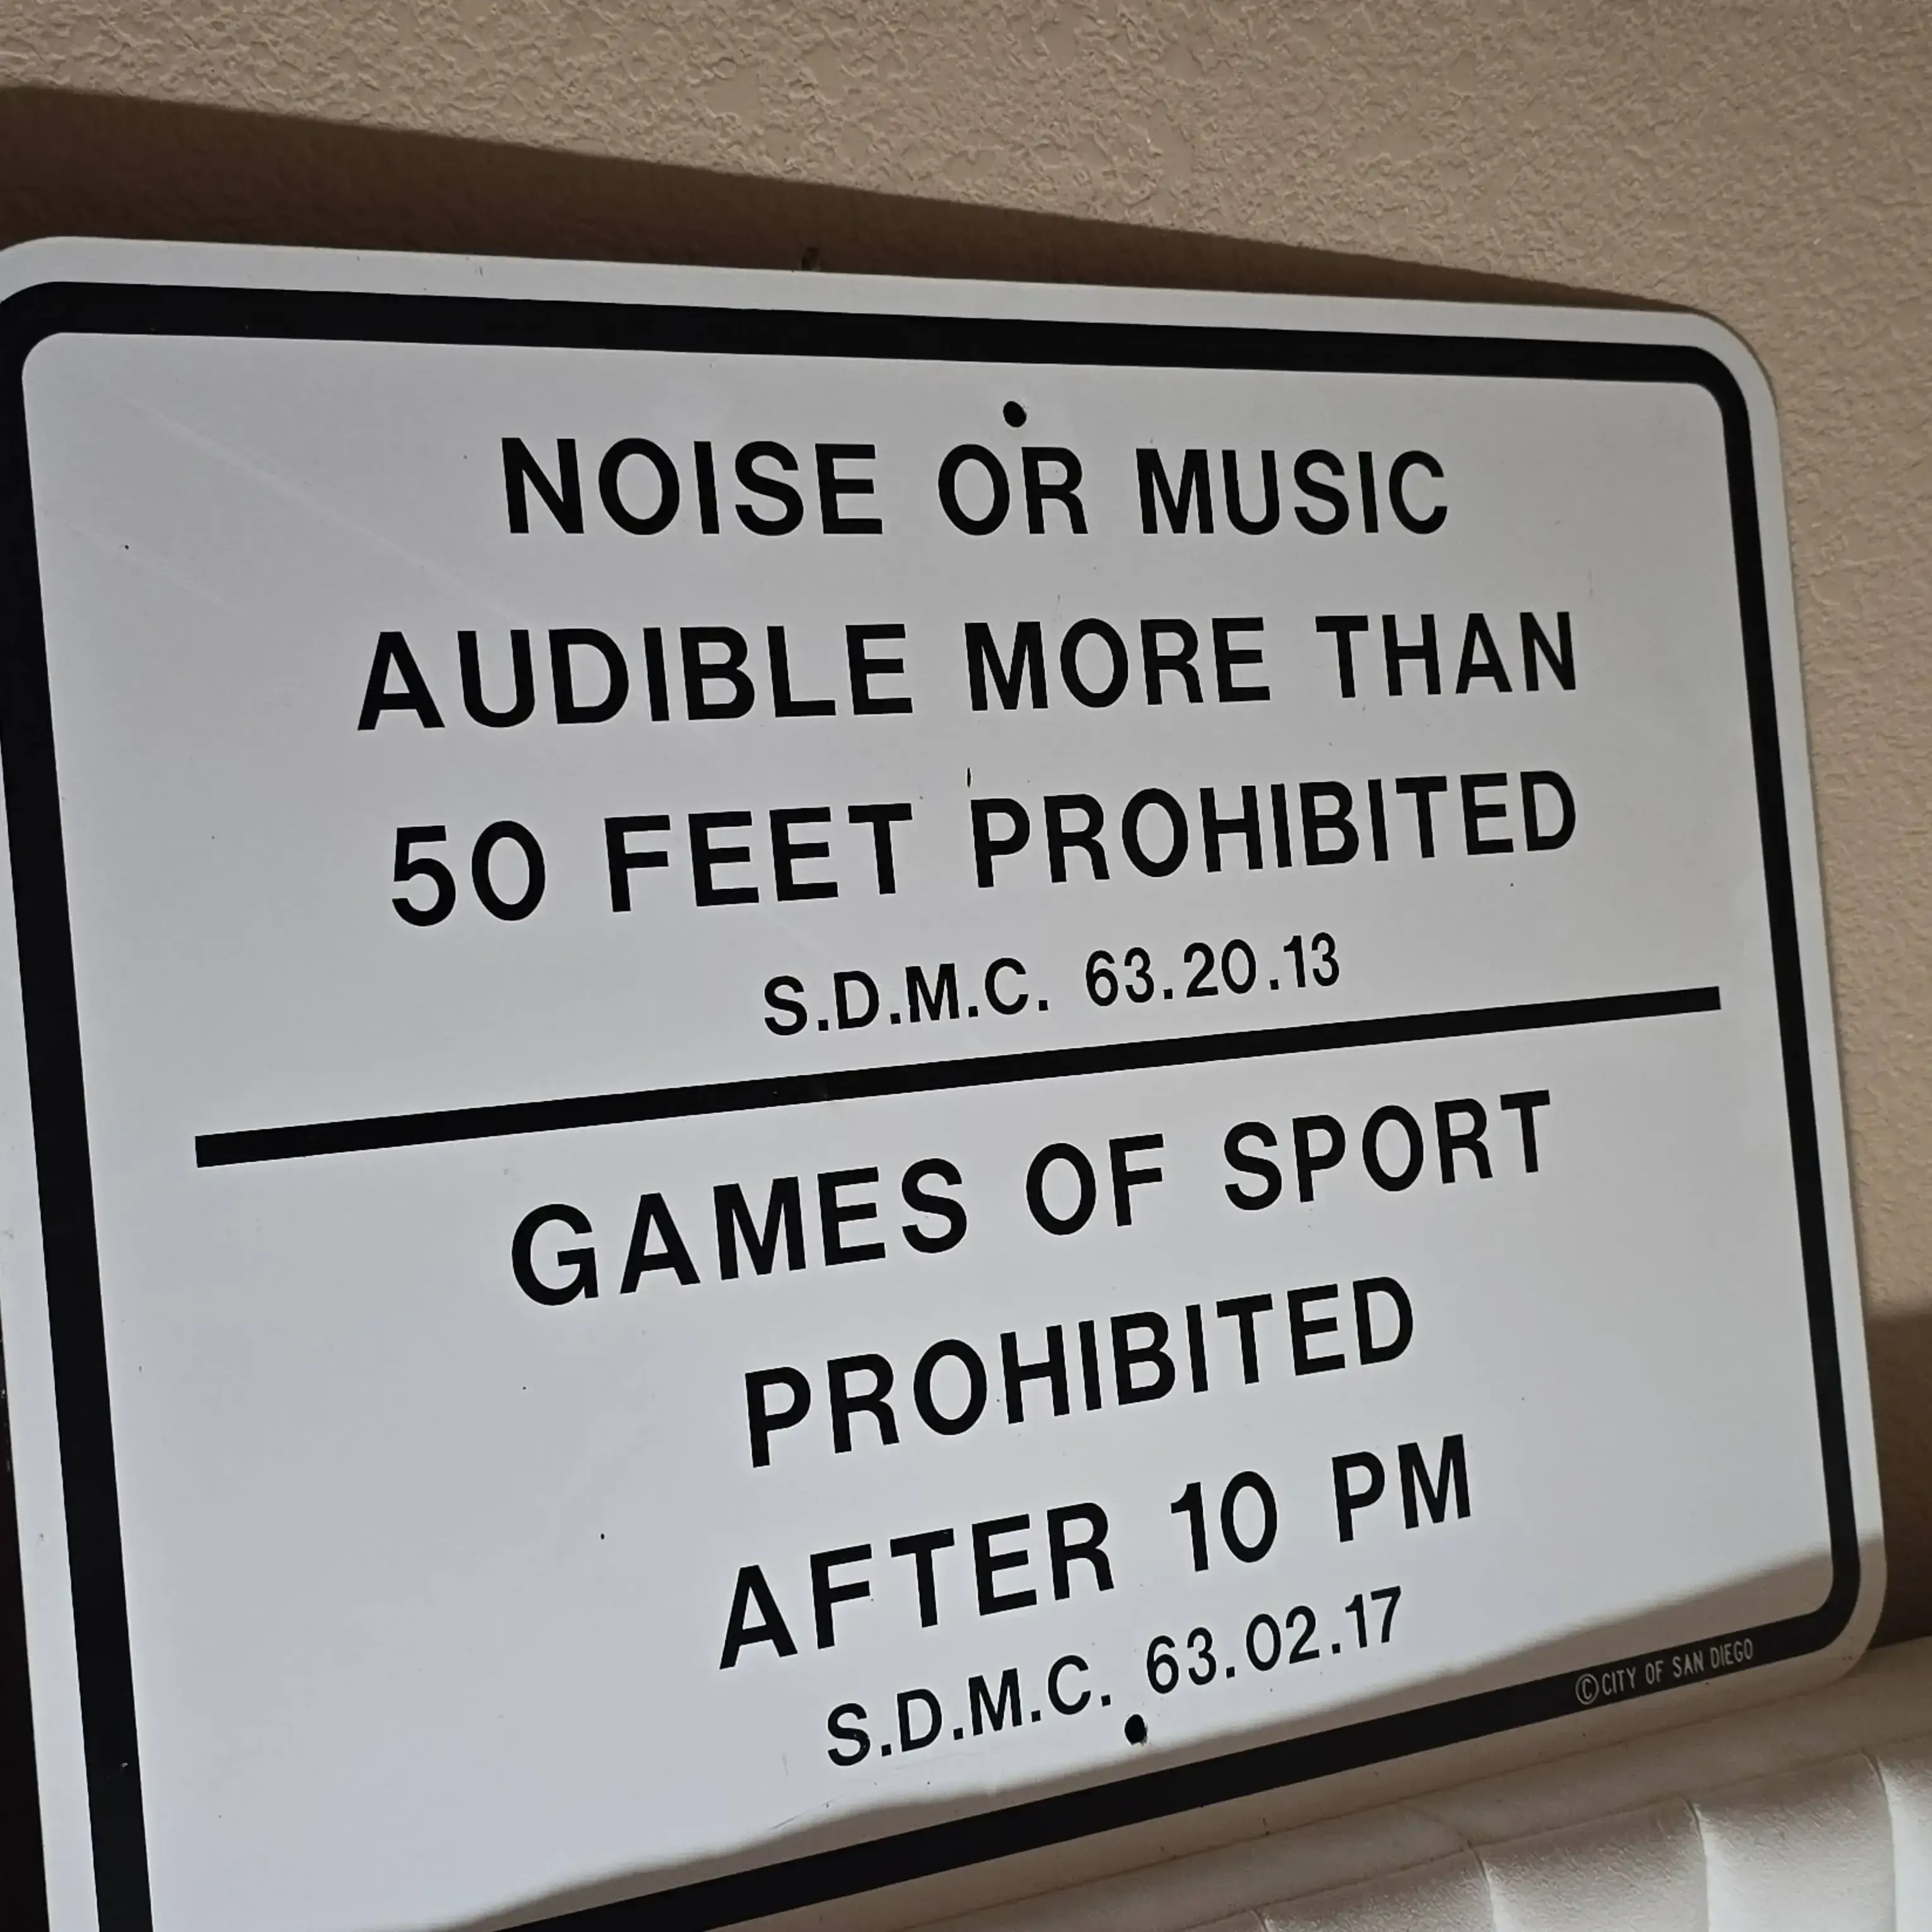 NOISE OR MUSIC
AUDIBLE MORE THAN
50 FEET PROHIBITED
S.D.M.C. 63.20.13
GAMES OF SPORT
PROHIBITED
AFTER 10 PM
S.D.M.C. 63.02.17
©CITY OF SAN DIEGO